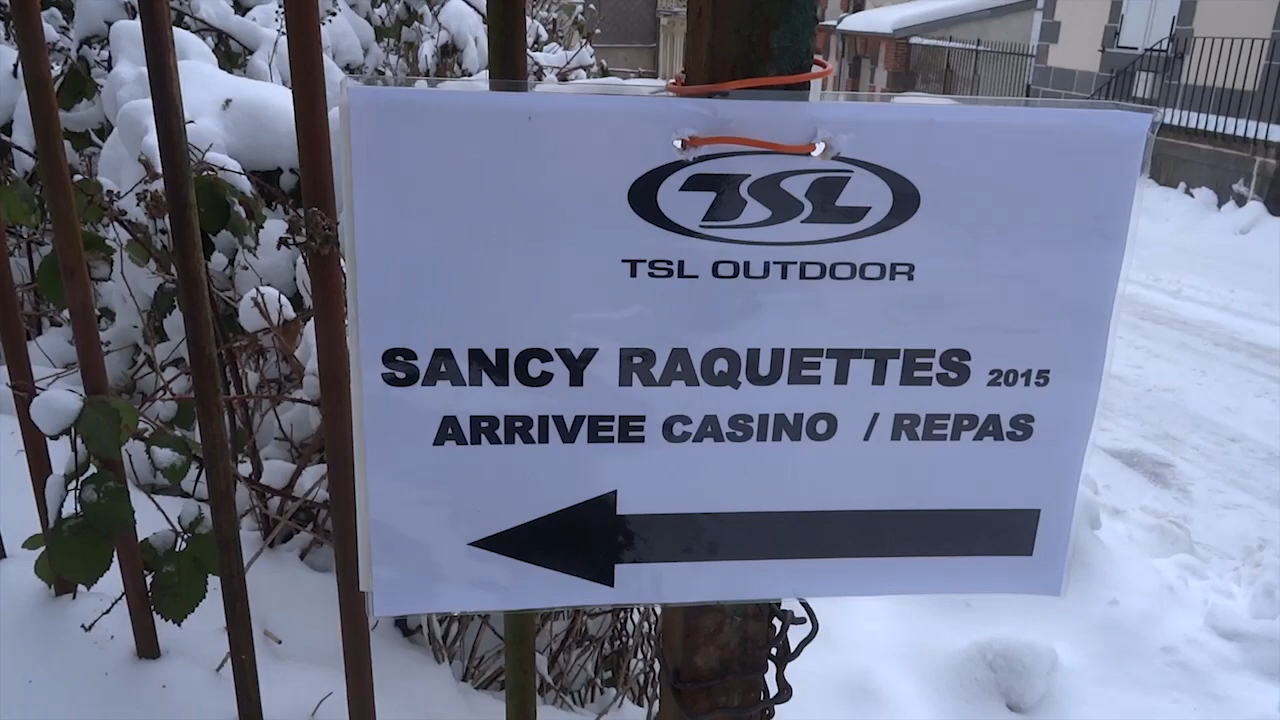 TSL
TSL OUTDOOR
SANCY RAQUETTES 2015
ARRIVEE CASINO / REPAS